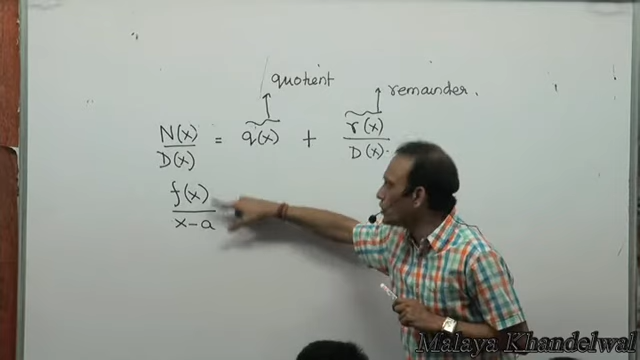 quotient
remainder.
N(x)/D(x) = q(x) + r(x)/D(x).
f(x)/x-a
Malaya Khandelwal